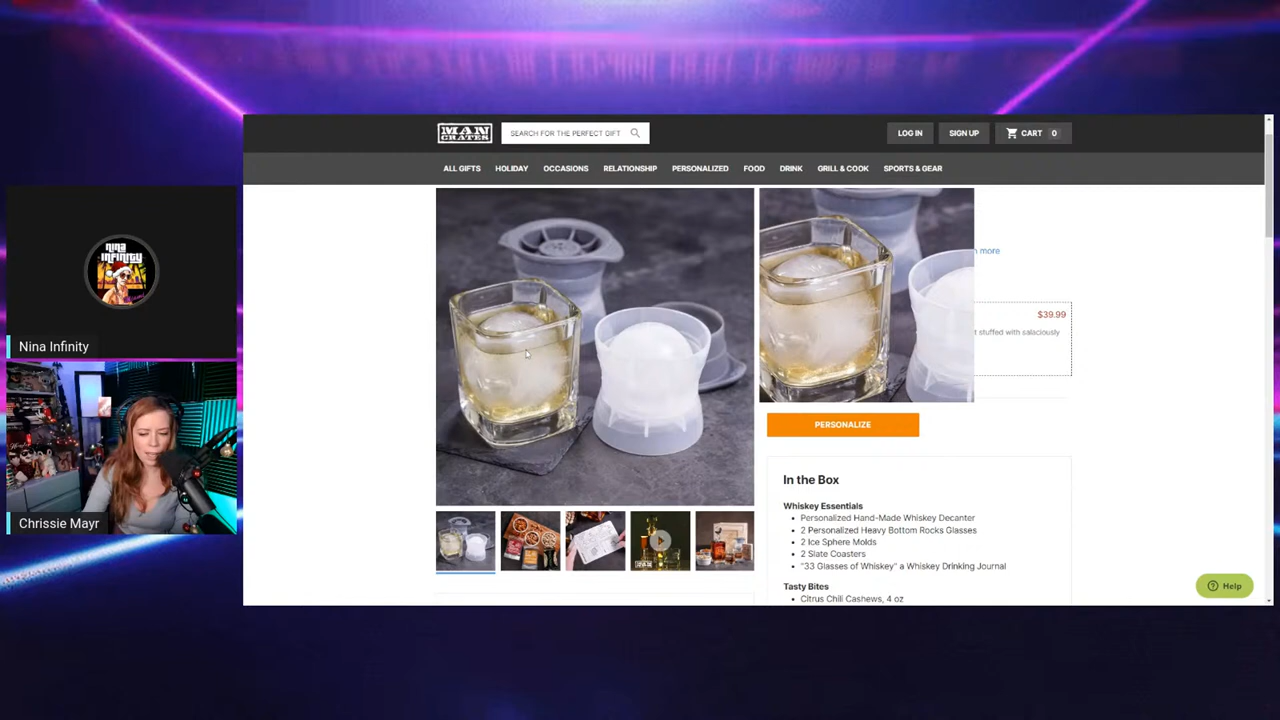 MAN
CRATES
SEARCH FOR THE PERFECT GIFT
LOG IN
SIGN UP
CART 0
ALL GIFTS
HOLIDAY
OCCASIONS
RELATIONSHIP
PERSONALIZED
FOOD
DRINK
GRILL & COOK
SPORTS & GEAR
more
$39.99
stuffed with salaciously
PERSONALIZE
In the Box
Whiskey Essentials
Personalized Hand-Made Whiskey Decanter
2 Personalized Heavy Bottom Rocks Glasses
2 Ice Sphere Molds
2 Slate Coasters
"33 Glasses of Whiskey" a Whiskey Drinking Journal
Tasty Bites
Citrus Chili Cashews, 4 oz
Help
nina
INFINITY
Nina Infinity
Chrissie Mayr